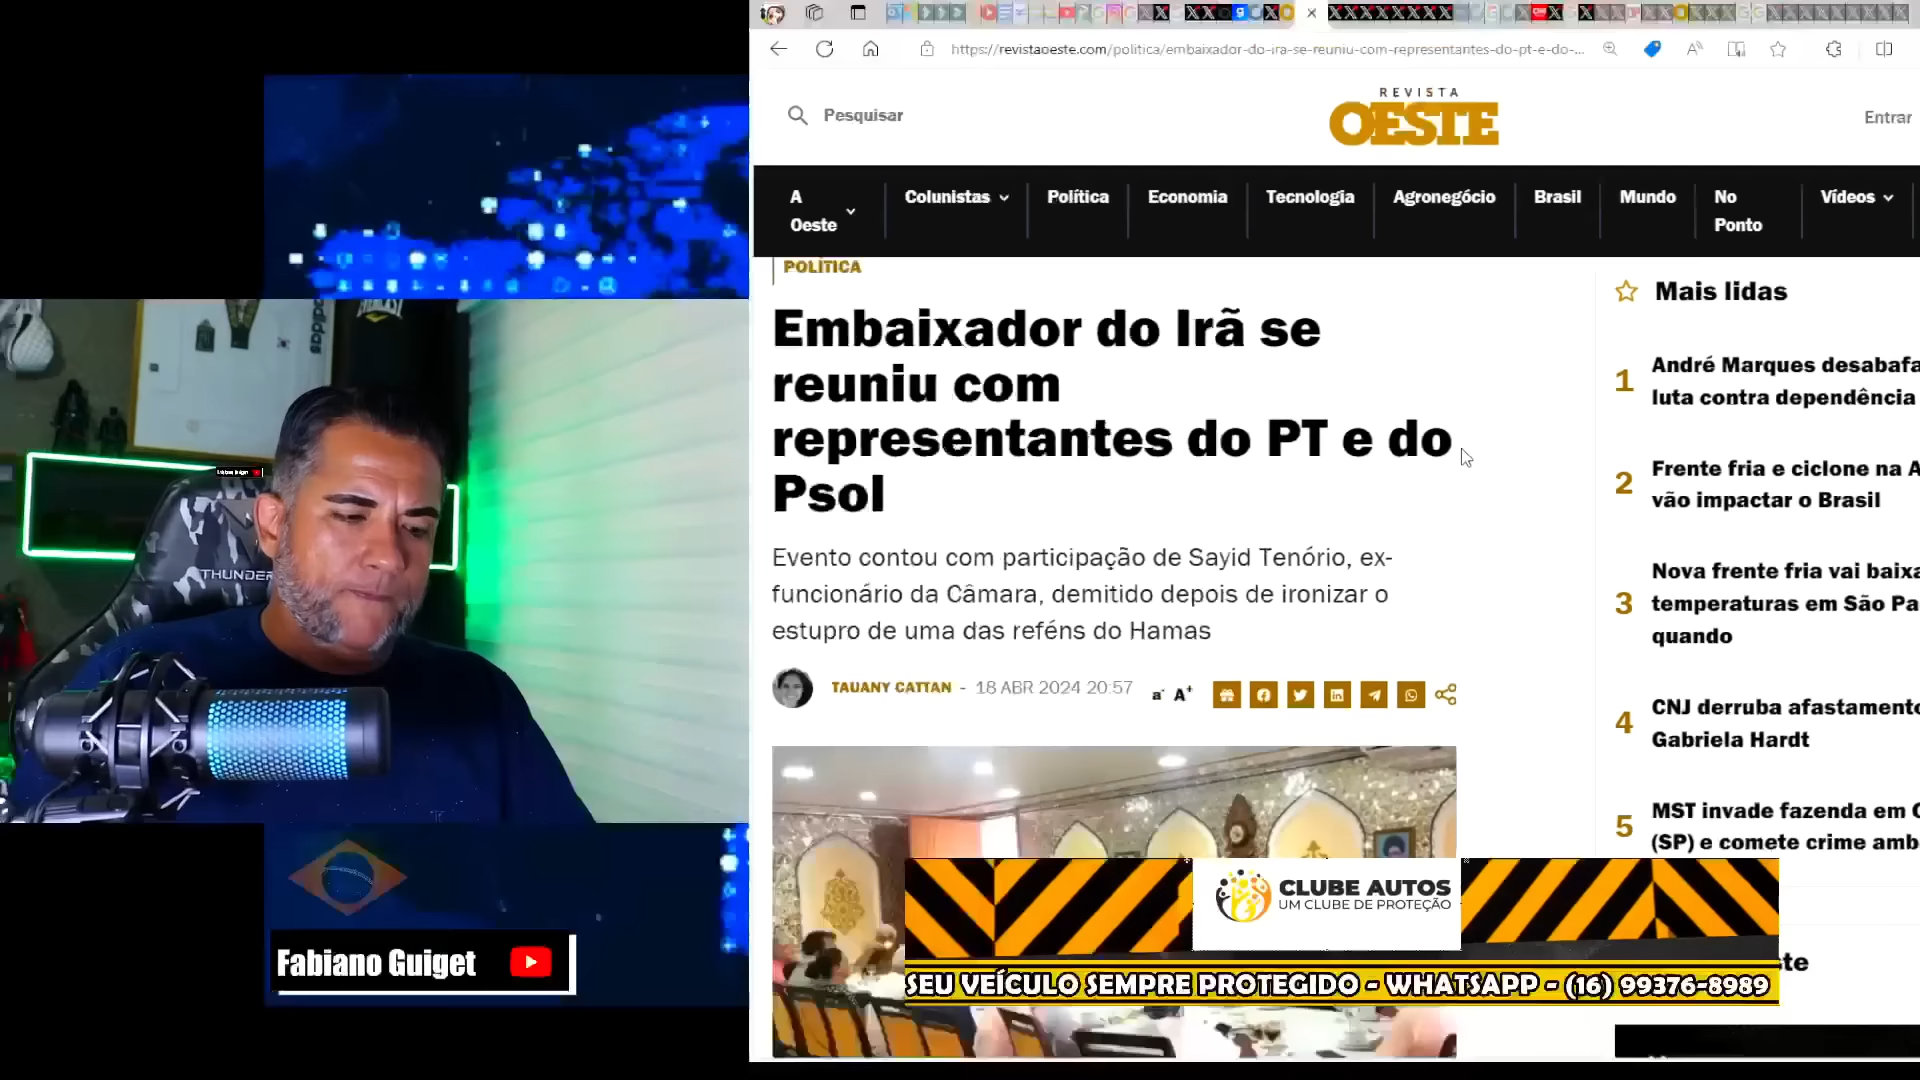 https://revistaoeste.com/politica/embaixador-do-ira-se-reuniu-com-representantes-do-pt-e-do-...
Pesquisar
REVISTA
OESTE
Entrar
A Oeste
Colunistas
Política
Economia
Tecnologia
Agronegócio
Brasil
Mundo
No Ponto
Vídeos
POLÍTICA
Embaixador do Irã se
reuniu com
representantes do PT e do
Psol
Evento contou com participação de Sayid Tenório, ex-
funcionário da Câmara, demitido depois de ironizar o
estupro de uma das reféns do Hamas
TAUANY CATTAN - 18 ABR 2024 20:57
a- A+
Mais lidas
1
André Marques desabafa
luta contra dependência
2
Frente fria e ciclone na A
vão impactar o Brasil
3
Nova frente fria vai baixa
temperaturas em São Pa
quando
4
CNJ derruba afastamento
Gabriela Hardt
5
MST invade fazenda em C
(SP) e comete crime amb
ste
adidas
EVERLAST
THUNDER
Fabiano Guiget
CLUBE AUTOS
UM CLUBE DE PROTEÇÃO
SEU VEÍCULO SEMPRE PROTEGIDO - WHATSAPP - (16) 99376-8989